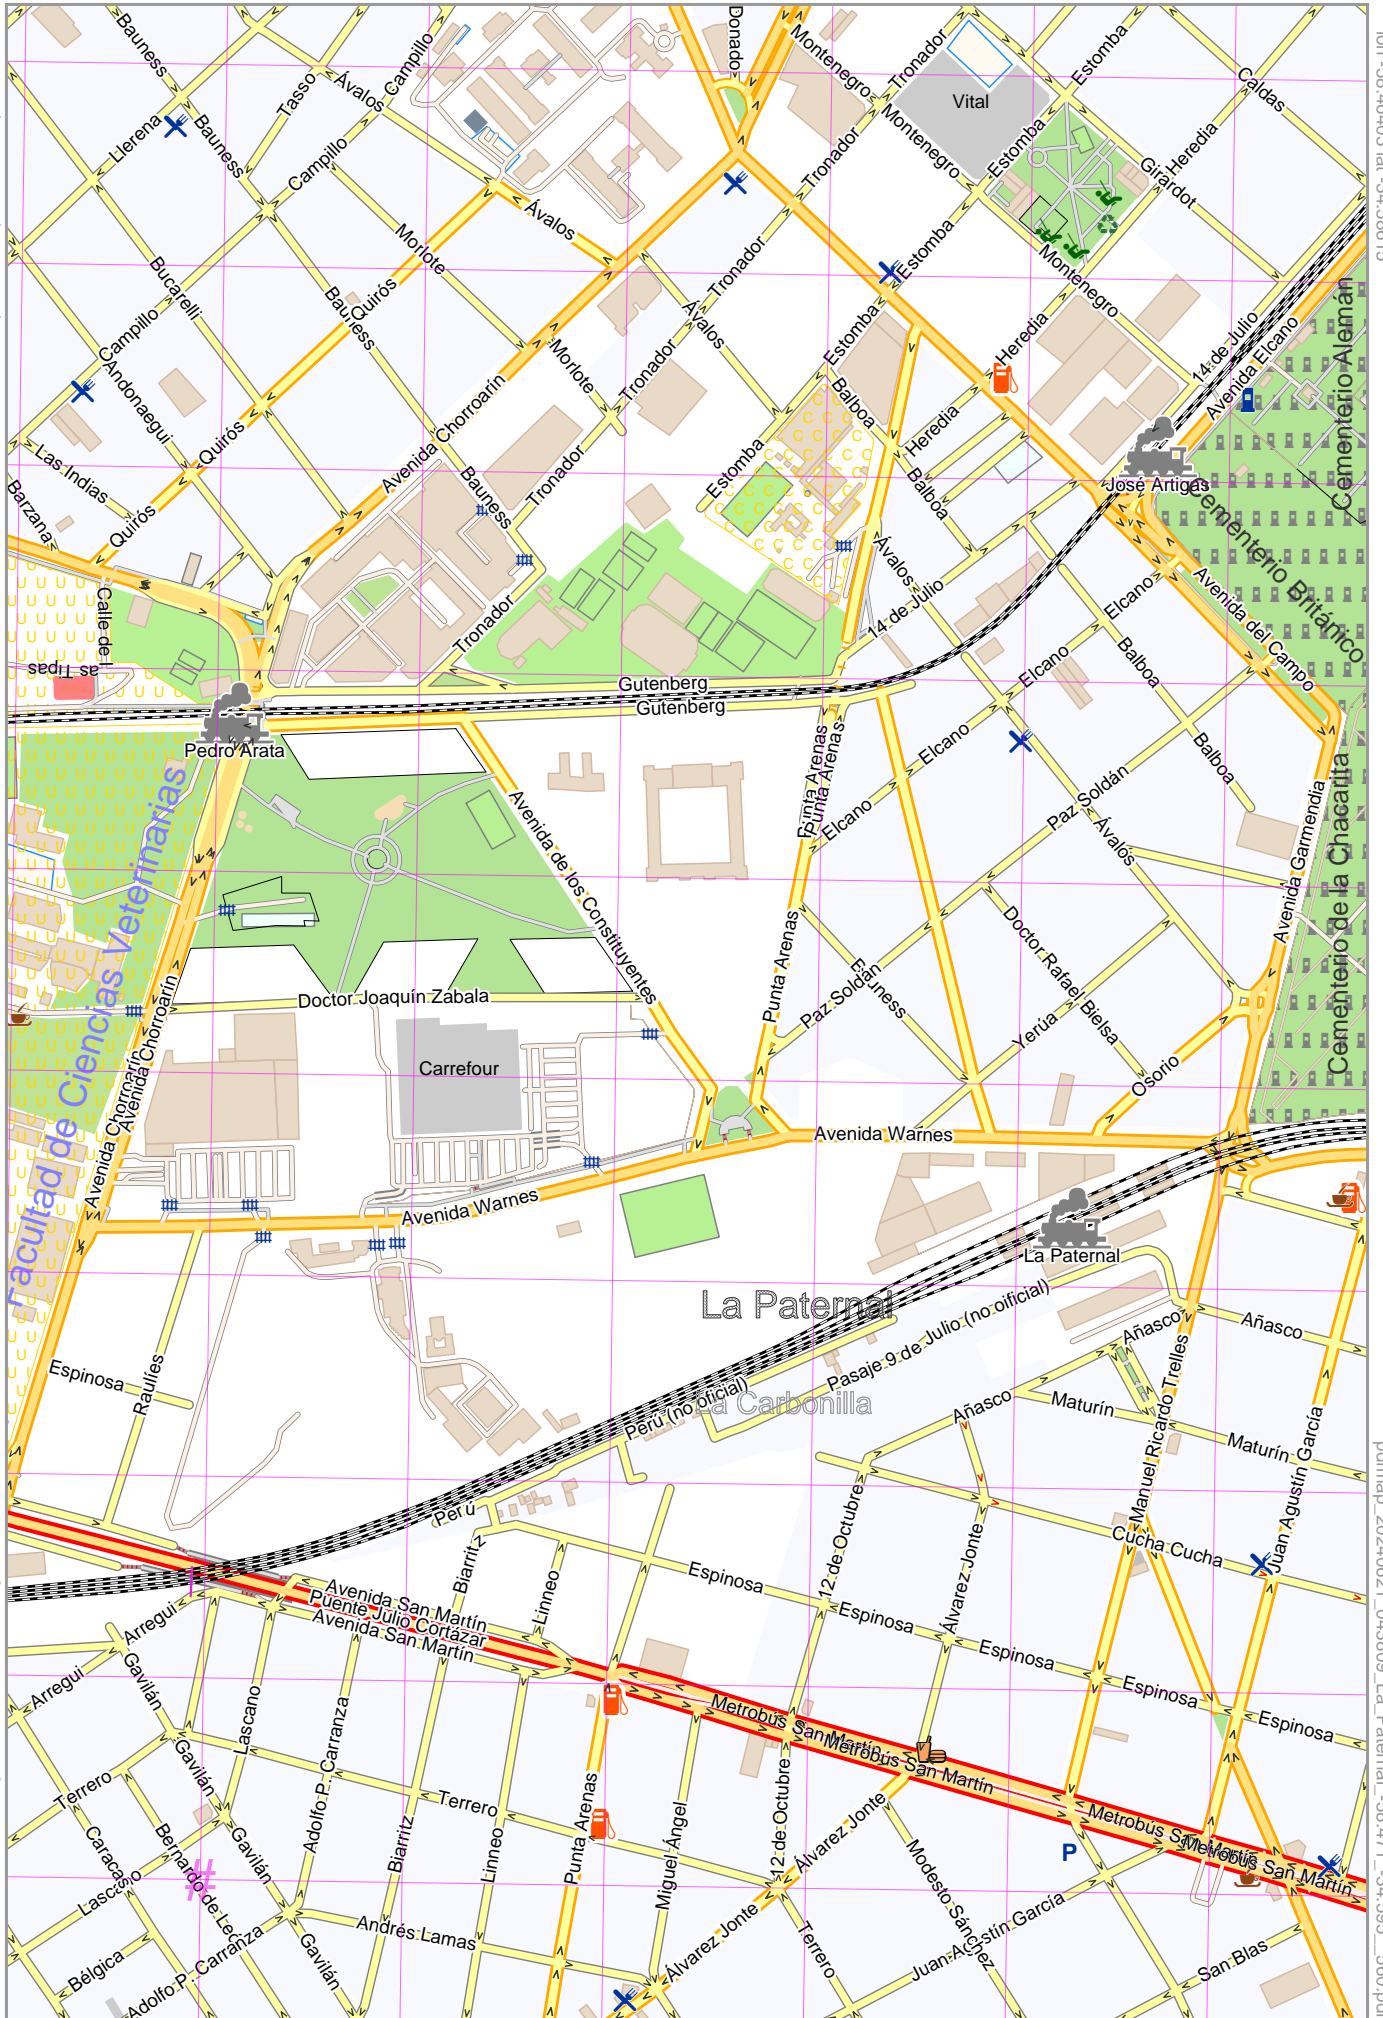 Donado
Bauness
Montenegro
Tronador
Estomba
Caldas
Campillo
Ávalos
Tasso
Vital
Llerena
Bauness
Montenegro
Estomba
Heredia
Girardot
Campillo
Tronador
Ávalos
Morlote
Estomba
Tronador
Montenegro
Bucarelli
Bauness
Quirós
Ávalos
Campillo
Estomba
Heredia
14 de Julio
Avenida Elcano
Cementerio Alemán
Andonaegui
Morlote
Tronador
Balboa
Avenida Chorroarín
Heredia
Las Indias
Quirós
Estomba
Balboa
José Artigas
Barzana
Quirós
Bauness
Tronador
Cementerio Británico
Ávalos
14 de Julio
Elcano
Avenida del Campo
Calle de l
as Tipas
Tronador
Elcano
Balboa
Gutenberg
Gutenberg
Pedro Arata
Punta Arenas
Punta Arenas
Elcano
Balboa
Elcano
Paz Soldán
Ávalos
Avenida de los Constituyentes
Avenida Garmendia
Cementerio de la Chacarita
Facultad de Ciencias Veterinarias
Punta Arenas
Doctor Rafael Bielsa
Paz Soldán
Bauness
Doctor Joaquín Zabala
Avenida Chorroarín
Yerúa
Osorio
Carrefour
Avenida Chorroarín
Avenida Warnes
Avenida Warnes
La Paternal
La Paternal
Pasaje 9 de Julio (no oificial)
Añasco
Añasco
Espinosa
Raulíes
Perú (no oficial)
La Carbonilla
Añasco
Maturín
Manuel Ricardo Trelles
Maturín
Juan Agustín García
Perú
12 de Octubre
Álvarez Jonte
Cucha Cucha
Biarritz
Linneo
Espinosa
Avenida San Martín
Puente Julio Cortázar
Avenida San Martín
Arregui
Espinosa
Espinosa
Espinosa
Espinosa
Arregui
Gavilán
Lascano
Adolfo P. Carranza
Metrobús San Martín
Metrobús San Martín
Gavilán
Terrero
Terrero
Biarritz
Linneo
Punta Arenas
Miguel Ángel
12 de Octubre
Álvarez Jonte
Metrobús San Martín
Metrobús San Martín
P
Caracas
Bernardo de
Gavilán
Lascano
#
Modesto Sánchez
Juan Agustín García
Andrés Lamas
Bélgica
Adolfo P. Carranza
Gavilán
Álvarez Jonte
Terrero
San Blas